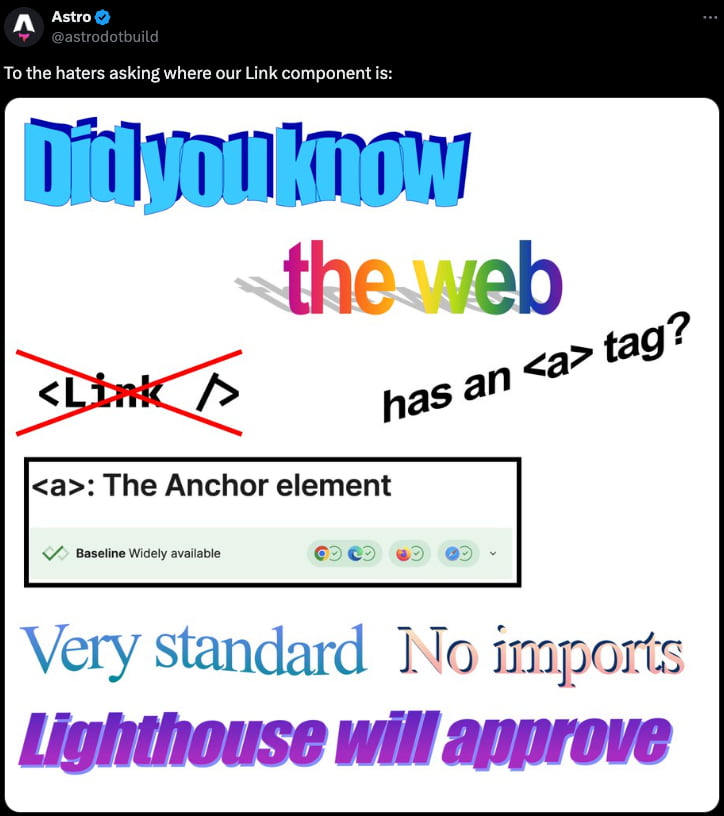 Astro
@astrodotbuild
To the haters asking where our Link component is:
Did you know
the web
has an <a> tag?
<Link />
<a>: The Anchor element
Baseline Widely available
Very standard No imports
Lighthouse will approve